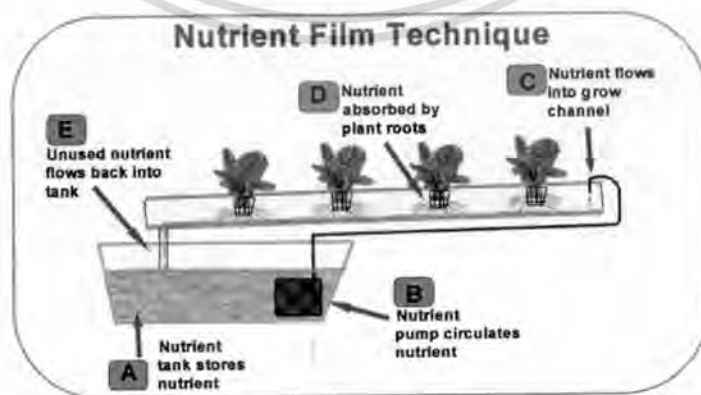 Nutrient Film Technique
C
Nutrient flows
into grow
channel
D
Nutrient
absorbed by
plant roots
E
Unused nutrient
flows back into
tank
B
Nutrient
pump circulates
nutrient
A
Nutrient
tank stores
nutrient